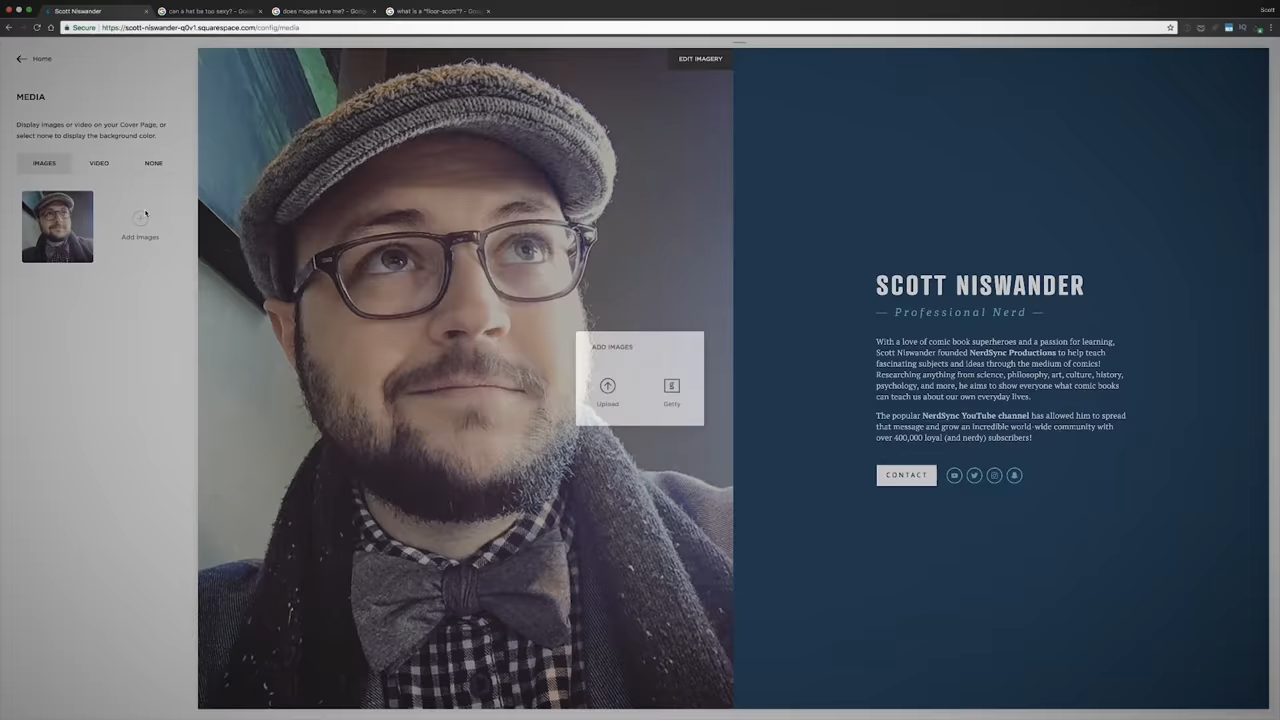 Scott Niswander
can a hat be too sexy? - Goo
does mopee love me? - Goog
what is a "floor-scott"? - Goo
Scott
Secure
https://scott-niswander-q0v1.squarespace.com/config/media
Home
EDIT IMAGERY
MEDIA
Display images or video on your Cover Page, or
select none to display the background color.
IMAGES
VIDEO
NONE
Add Images
ADD IMAGES
Upload
Getty
SCOTT NISWANDER
— Professional Nerd —
With a love of comic book superheroes and a passion for learning,
Scott Niswander founded NerdSync Productions to help teach
fascinating subjects and ideas through the medium of comics!
Researching anything from science, philosophy, art, culture, history,
psychology, and more, he aims to show everyone what comic books
can teach us about our own everyday lives.
The popular NerdSync YouTube channel has allowed him to spread
that message and grow an incredible world-wide community with
over 400,000 loyal (and nerdy) subscribers!
CONTACT